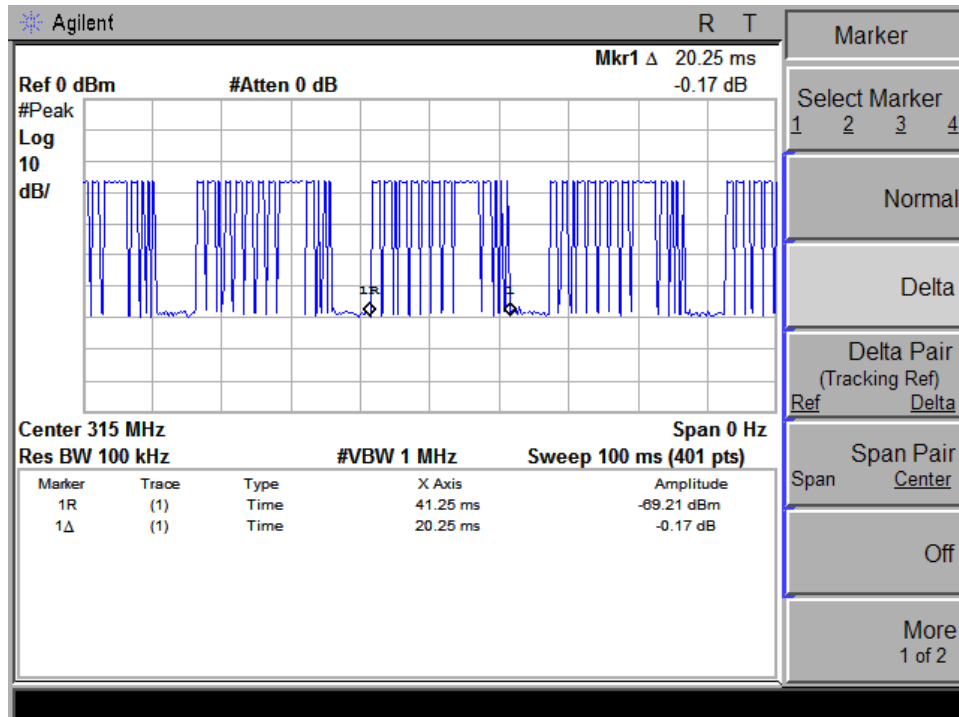 Agilent R T
Mkr1 Δ 20.25 ms
Ref 0 dBm #Atten 0 dB -0.17 dB
#Peak
Log
10
dB/
1R 1
Center 315 MHz Span 0 Hz
Res BW 100 kHz #VBW 1 MHz Sweep 100 ms (401 pts)
Marker Trace Type X Axis Amplitude
1R (1) Time 41.25 ms -69.21 dBm
1Δ (1) Time 20.25 ms -0.17 dB
Marker
Select Marker
1 2 3 4
Normal
Delta
Delta Pair
(Tracking Ref)
Ref Delta
Span Pair
Span Center
Off
More
1 of 2